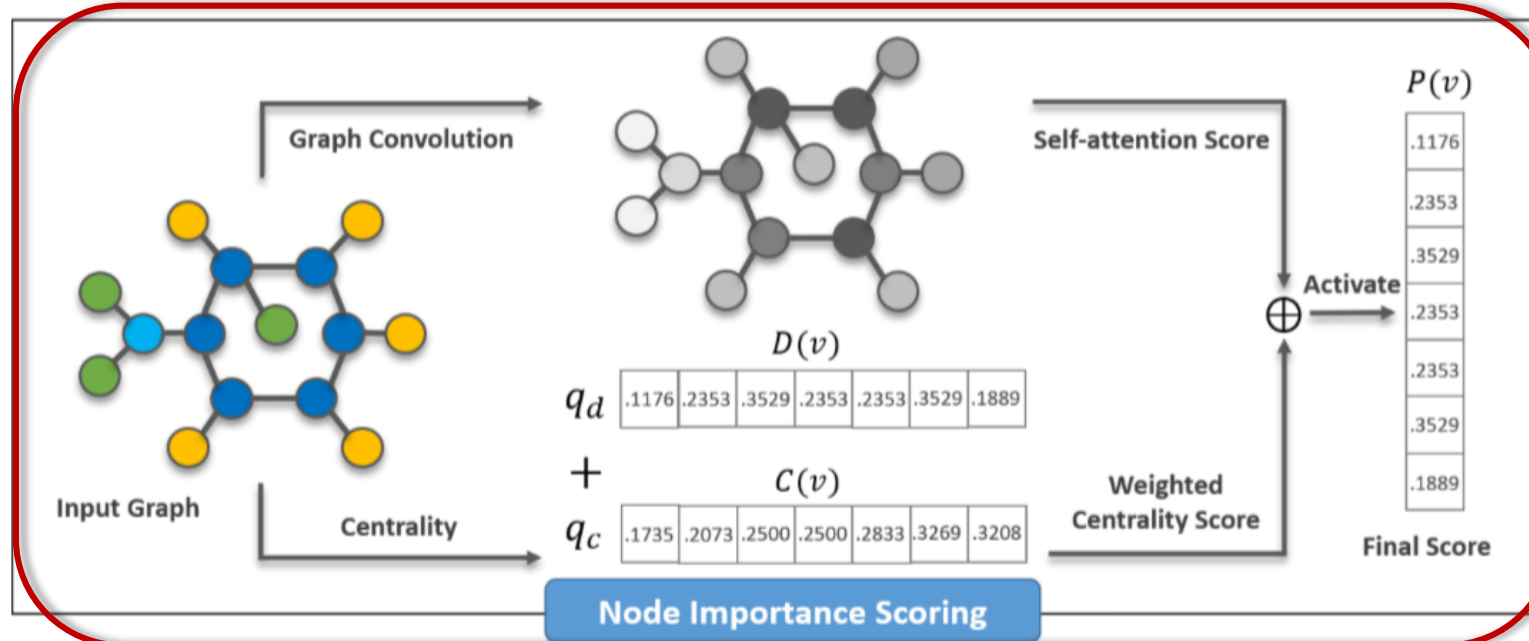 Graph Convolution
Self-attention Score
P(v)
.1176
.2353
.3529
.2353
.2353
.3529
.1889
Activate
Final Score
Input Graph
Centrality
D(v)
q_d .1176 .2353 .3529 .2353 .2353 .3529 .1889
+
C(v)
q_c .1735 .2073 .2500 .2500 .2833 .3269 .3208
Weighted
Centrality Score
Node Importance Scoring